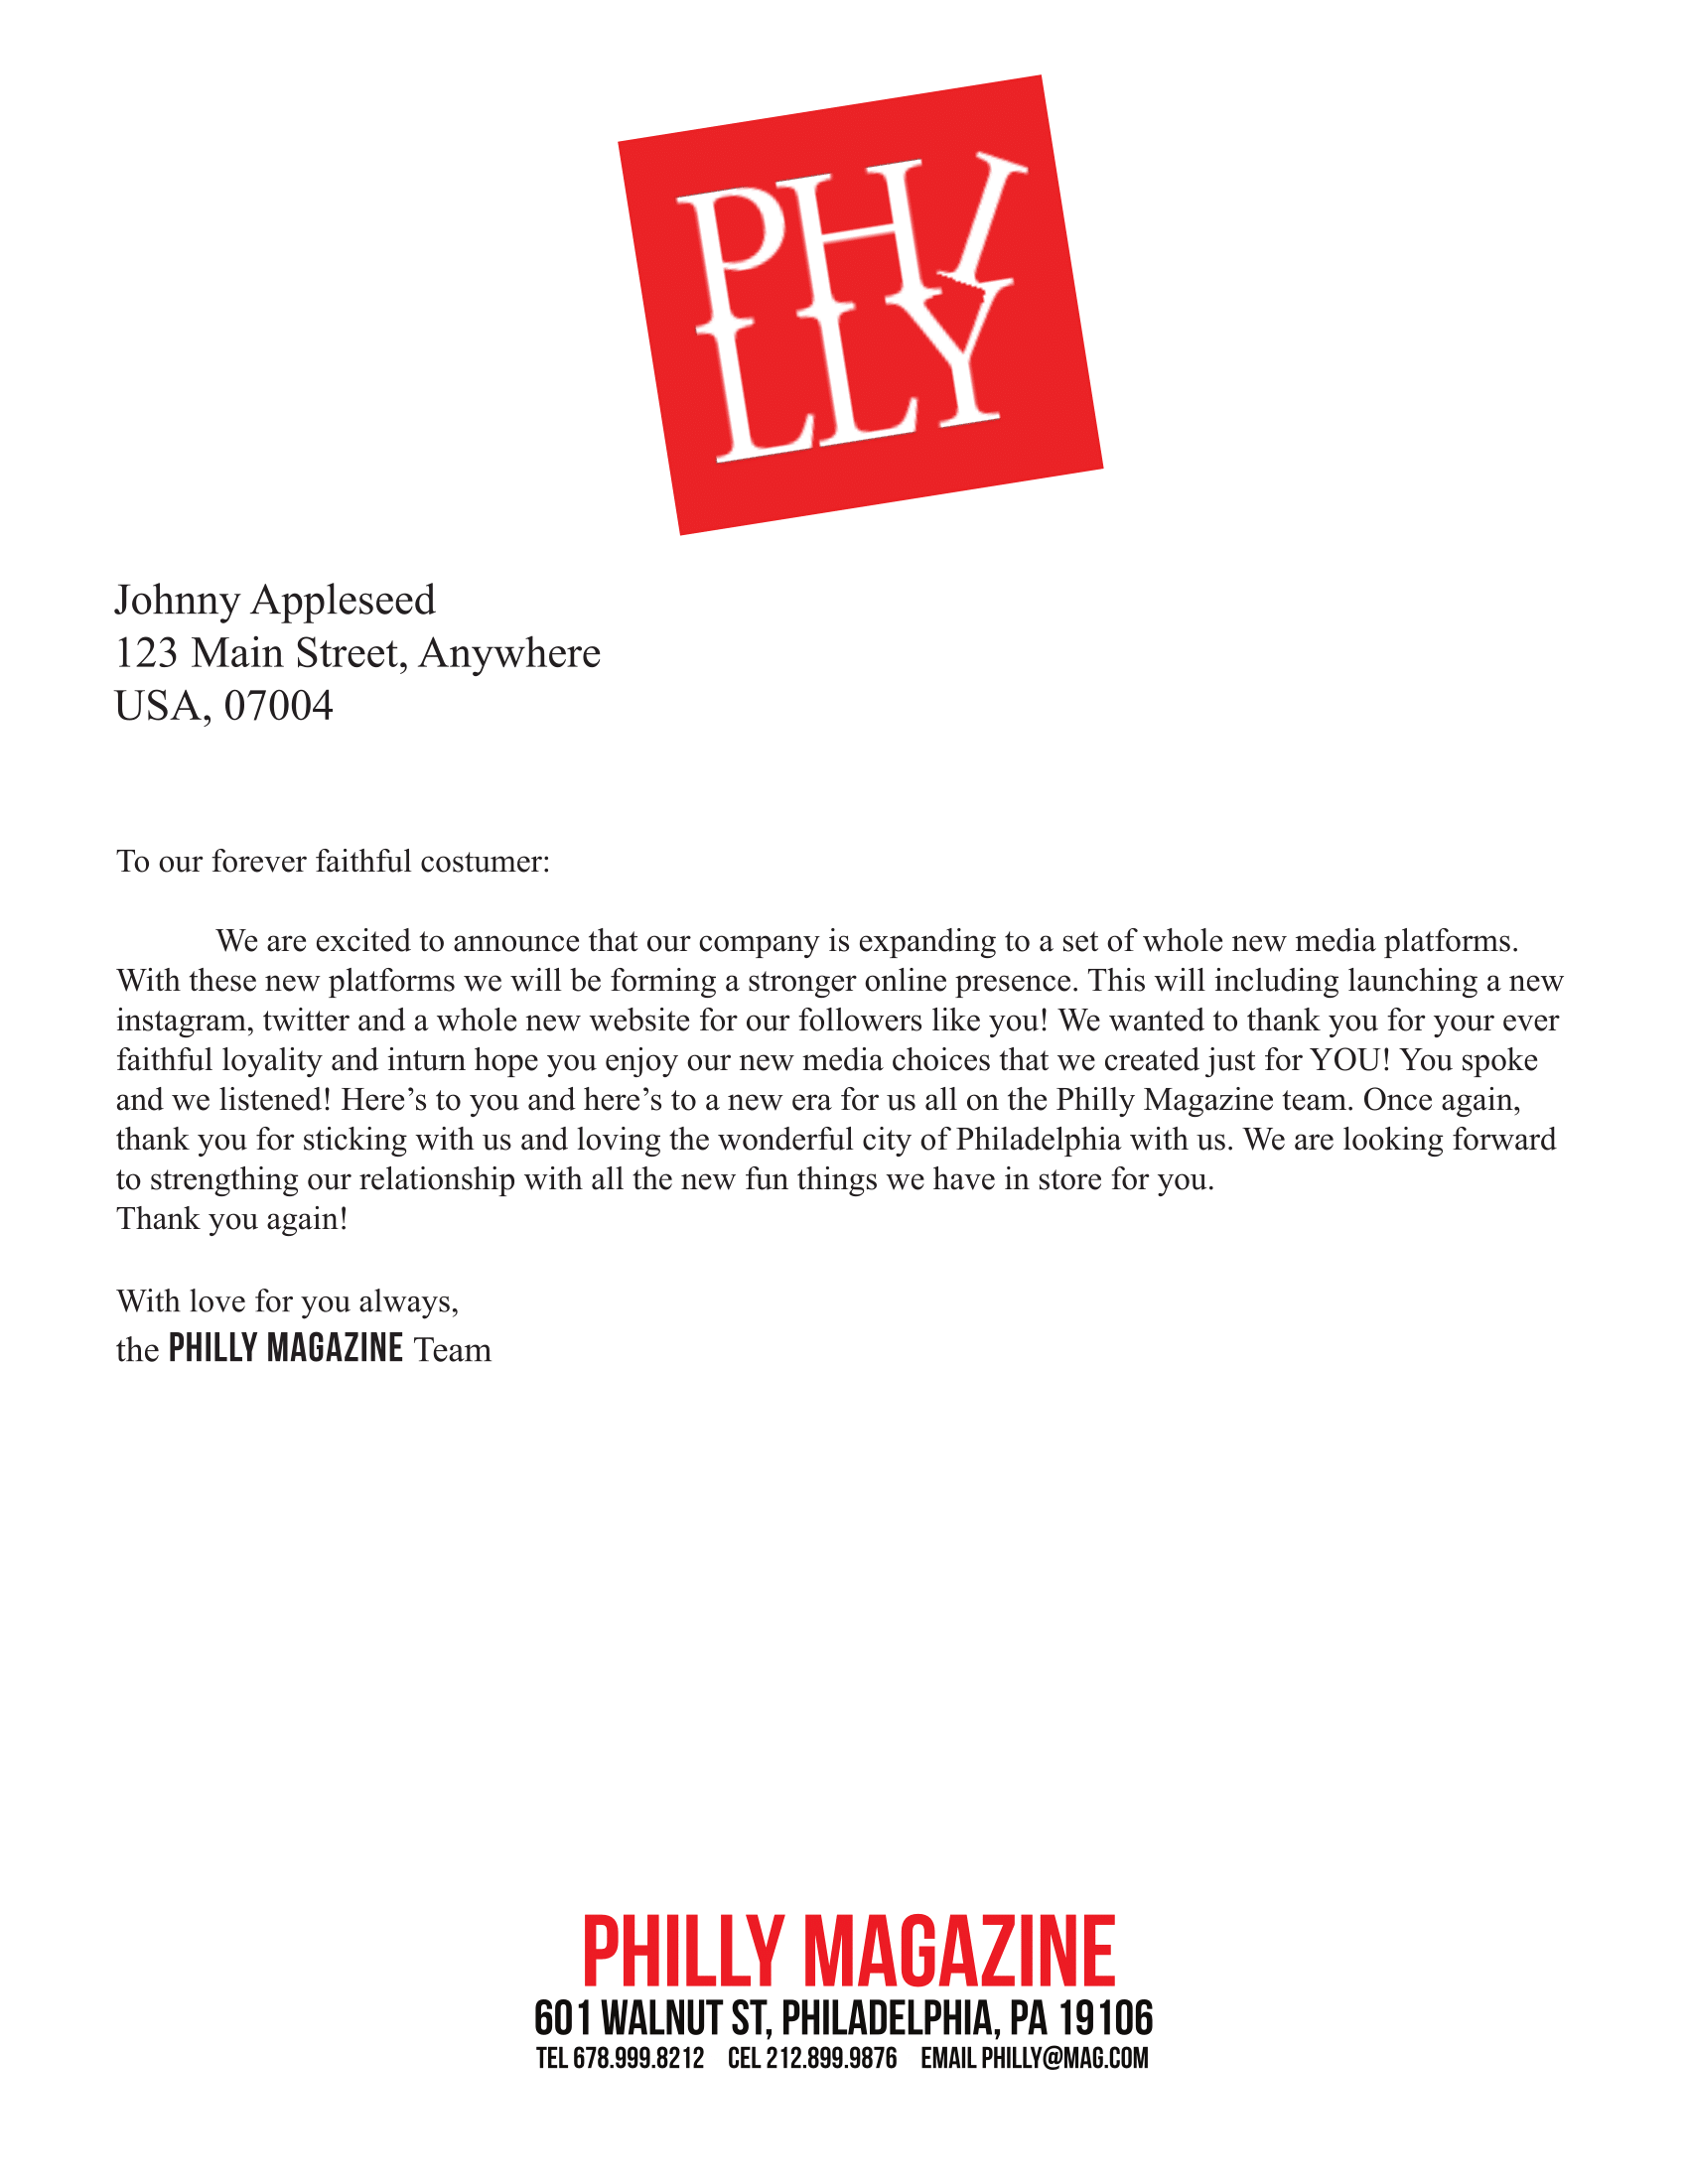 PHI
LLY
Johnny Appleseed
123 Main Street, Anywhere
USA, 07004
To our forever faithful costumer:
We are excited to announce that our company is expanding to a set of whole new media platforms.
With these new platforms we will be forming a stronger online presence. This will including launching a new
instagram, twitter and a whole new website for our followers like you! We wanted to thank you for your ever
faithful loyality and inturn hope you enjoy our new media choices that we created just for YOU! You spoke
and we listened! Here’s to you and here’s to a new era for us all on the Philly Magazine team. Once again,
thank you for sticking with us and loving the wonderful city of Philadelphia with us. We are looking forward
to strengthing our relationship with all the new fun things we have in store for you.
Thank you again!
With love for you always,
the PHILLY MAGAZINE Team
PHILLY MAGAZINE
601 WALNUT ST, PHILADELPHIA, PA 19106
TEL 678.999.8212 CEL 212.899.9876 EMAIL PHILLY@MAG.COM